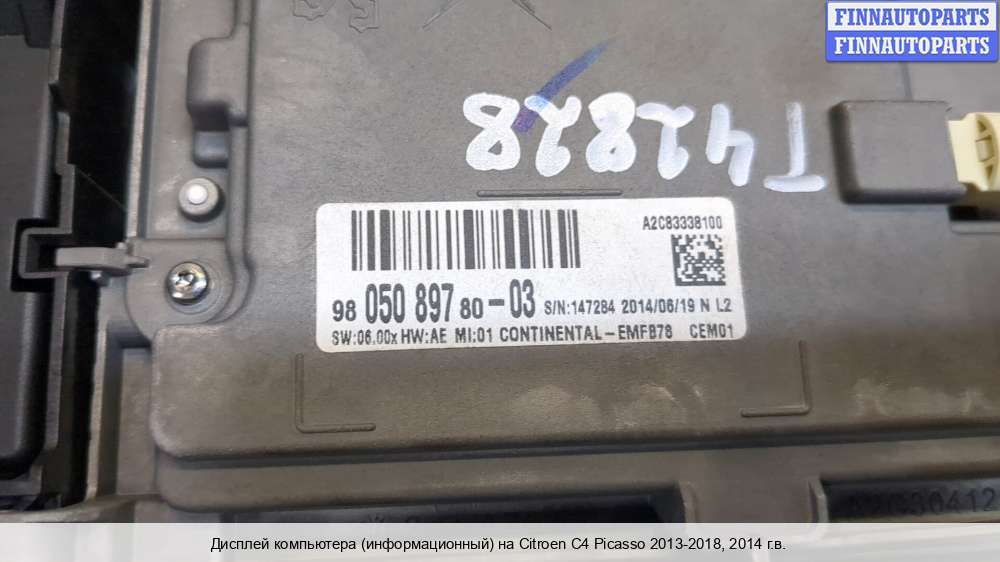 FINNAUTOPARTS
FINNAUTOPARTS
T42828
A2C83338100
98 050 897 80-03 S/N:147284 2014/06/19 N L2
SW:06.00x HW:AE MI:01 CONTINENTAL-EMFB78 CEM01
Дисплей компьютера (информационный) на Citroen C4 Picasso 2013-2018, 2014 г.в.